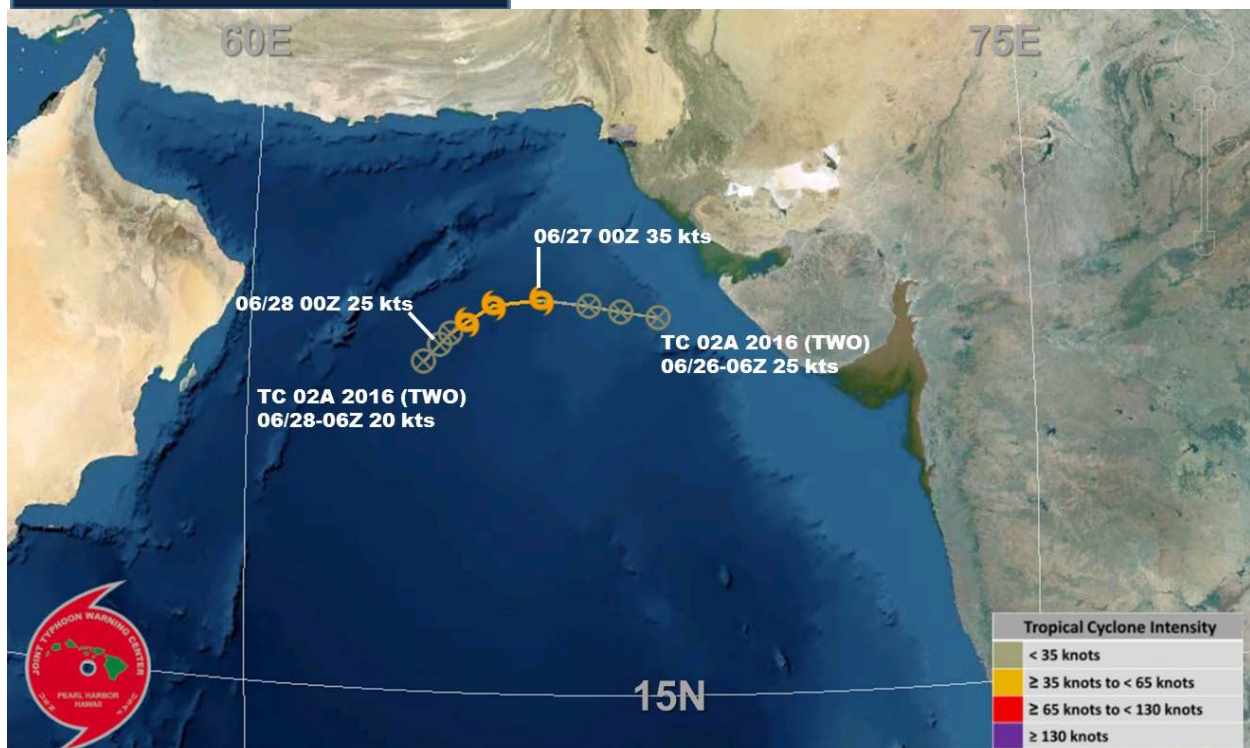 60E
75E
06/27 00Z 35 kts
06/28 00Z 25 kts
TC 02A 2016 (TWO)
06/26-06Z 25 kts
TC 02A 2016 (TWO)
06/28-06Z 20 kts
15N
JOINT TYPHOON WARNING CENTER
PEARL HARBOR
HAWAII
Tropical Cyclone Intensity
< 35 knots
≥ 35 knots to < 65 knots
≥ 65 knots to < 130 knots
≥ 130 knots